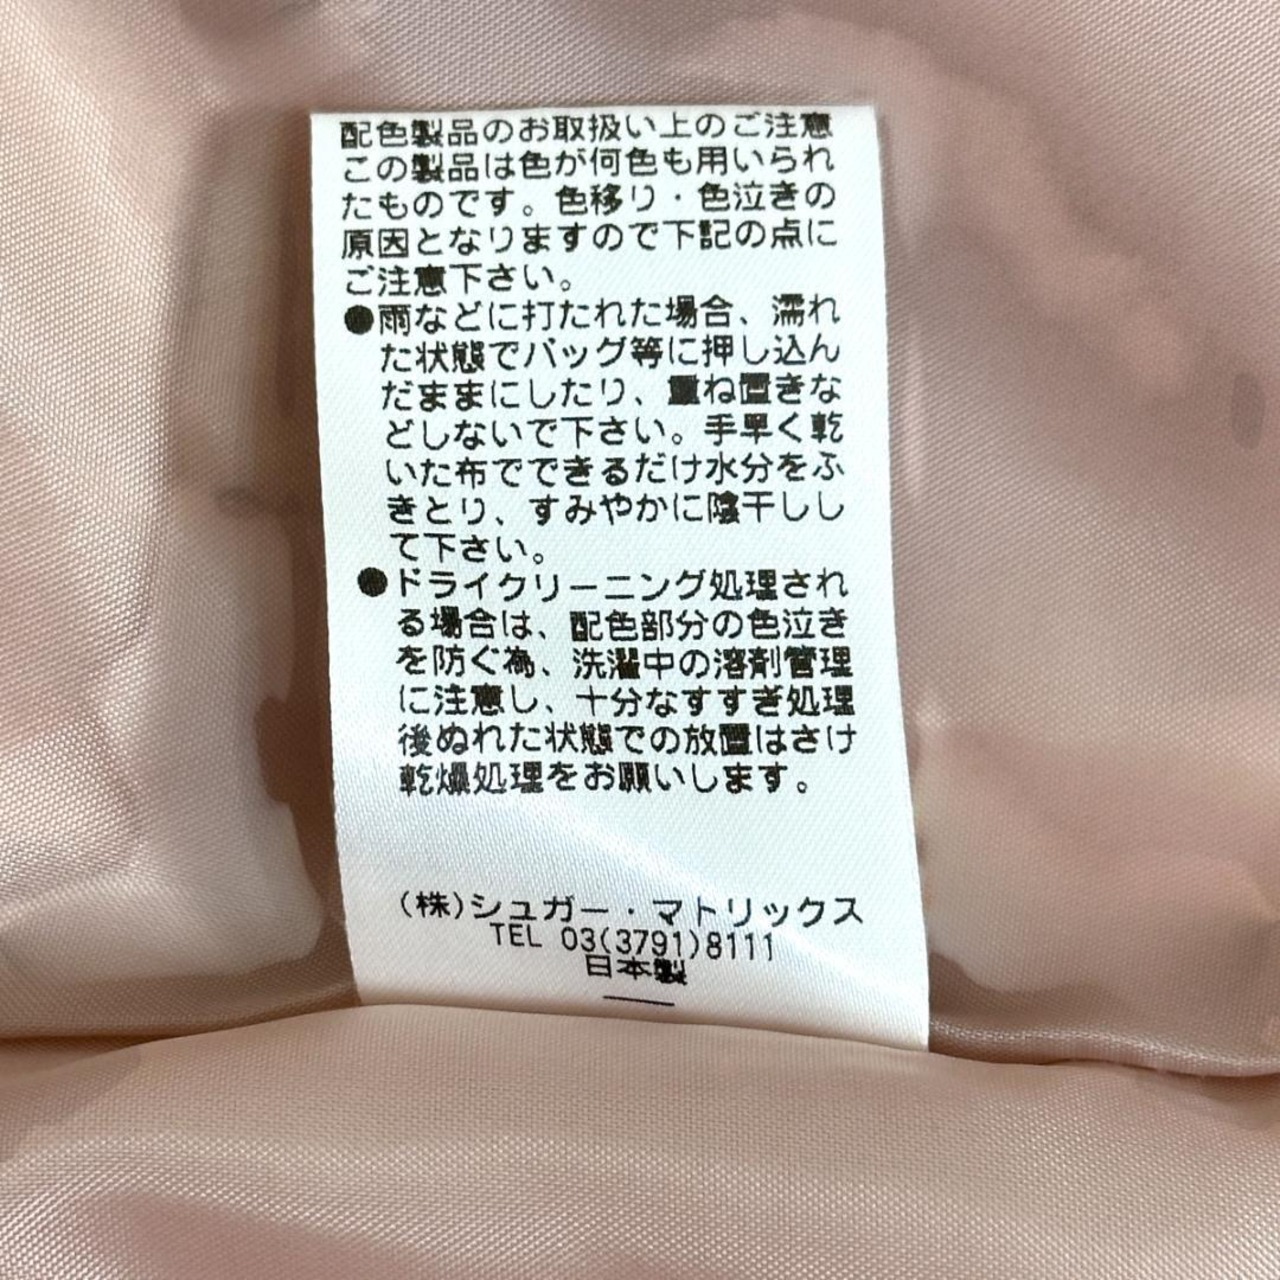 配色製品のお取扱い上のご注意
この製品は色が何色も用いられ
たものです。色移り・色泣きの
原因となりますので下記の点に
ご注意下さい。
●雨などに打たれた場合、濡れ
た状態でバッグ等に押し込ん
だままにしたり、重ね置きな
どしないで下さい。手早く乾
いた布でできるだけ水分をふ
きとり、すみやかに陰干しし
て下さい。
●ドライクリーニング処理され
る場合は、配色部分の色泣き
を防ぐ為、洗濯中の溶剤管理
に注意し、十分なすすぎ処理
後ぬれた状態での放置はさけ
乾燥処理をお願いします。
(株)シュガー・マトリックス
TEL 03(3791)8111
日本製